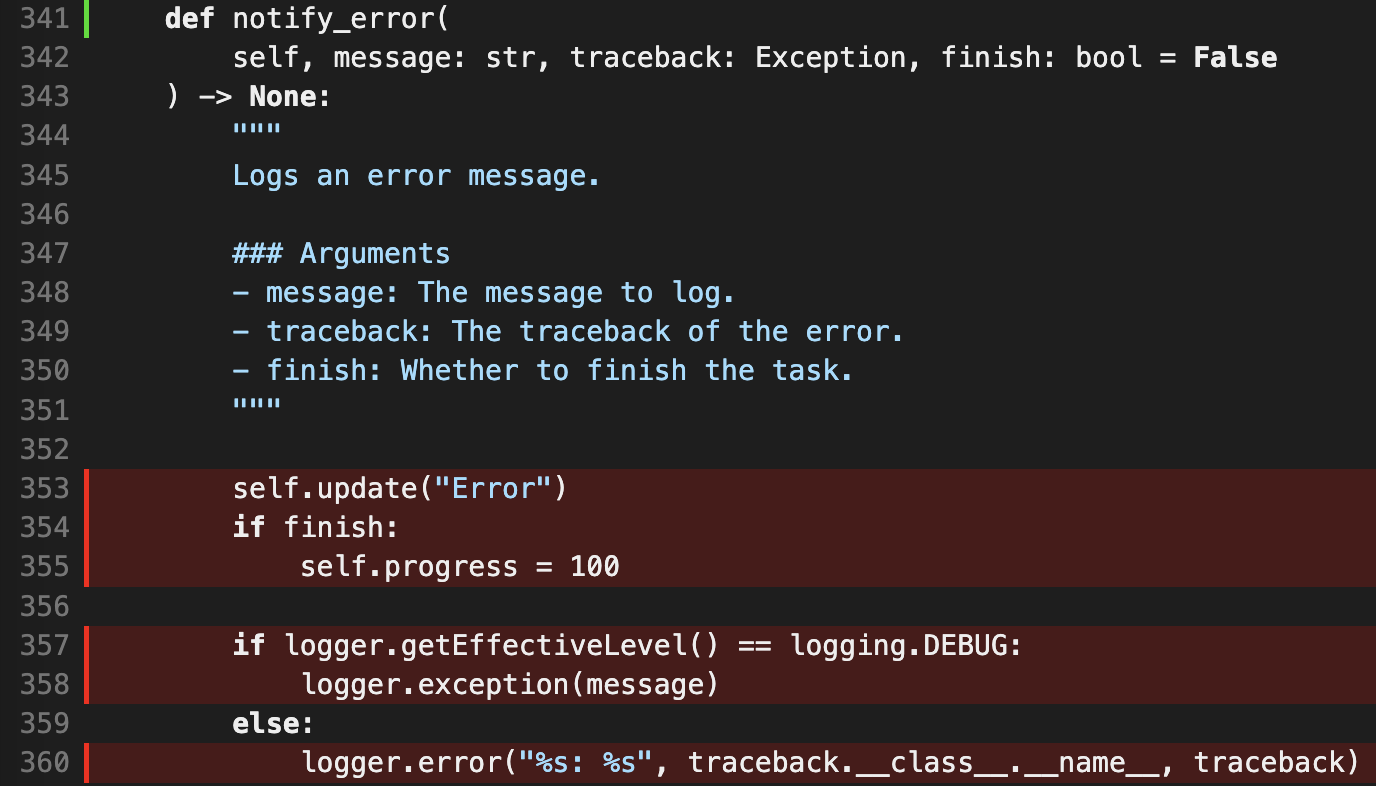 341 def notify_error(
342 self, message: str, traceback: Exception, finish: bool = False
343 ) -> None:
344 """
345 Logs an error message.
346
347 ### Arguments
348 - message: The message to log.
349 - traceback: The traceback of the error.
350 - finish: Whether to finish the task.
351 """
352
353 self.update("Error")
354 if finish:
355 self.progress = 100
356
357 if logger.getEffectiveLevel() == logging.DEBUG:
358 logger.exception(message)
359 else:
360 logger.error("%s: %s", traceback.__class__.__name__, traceback)